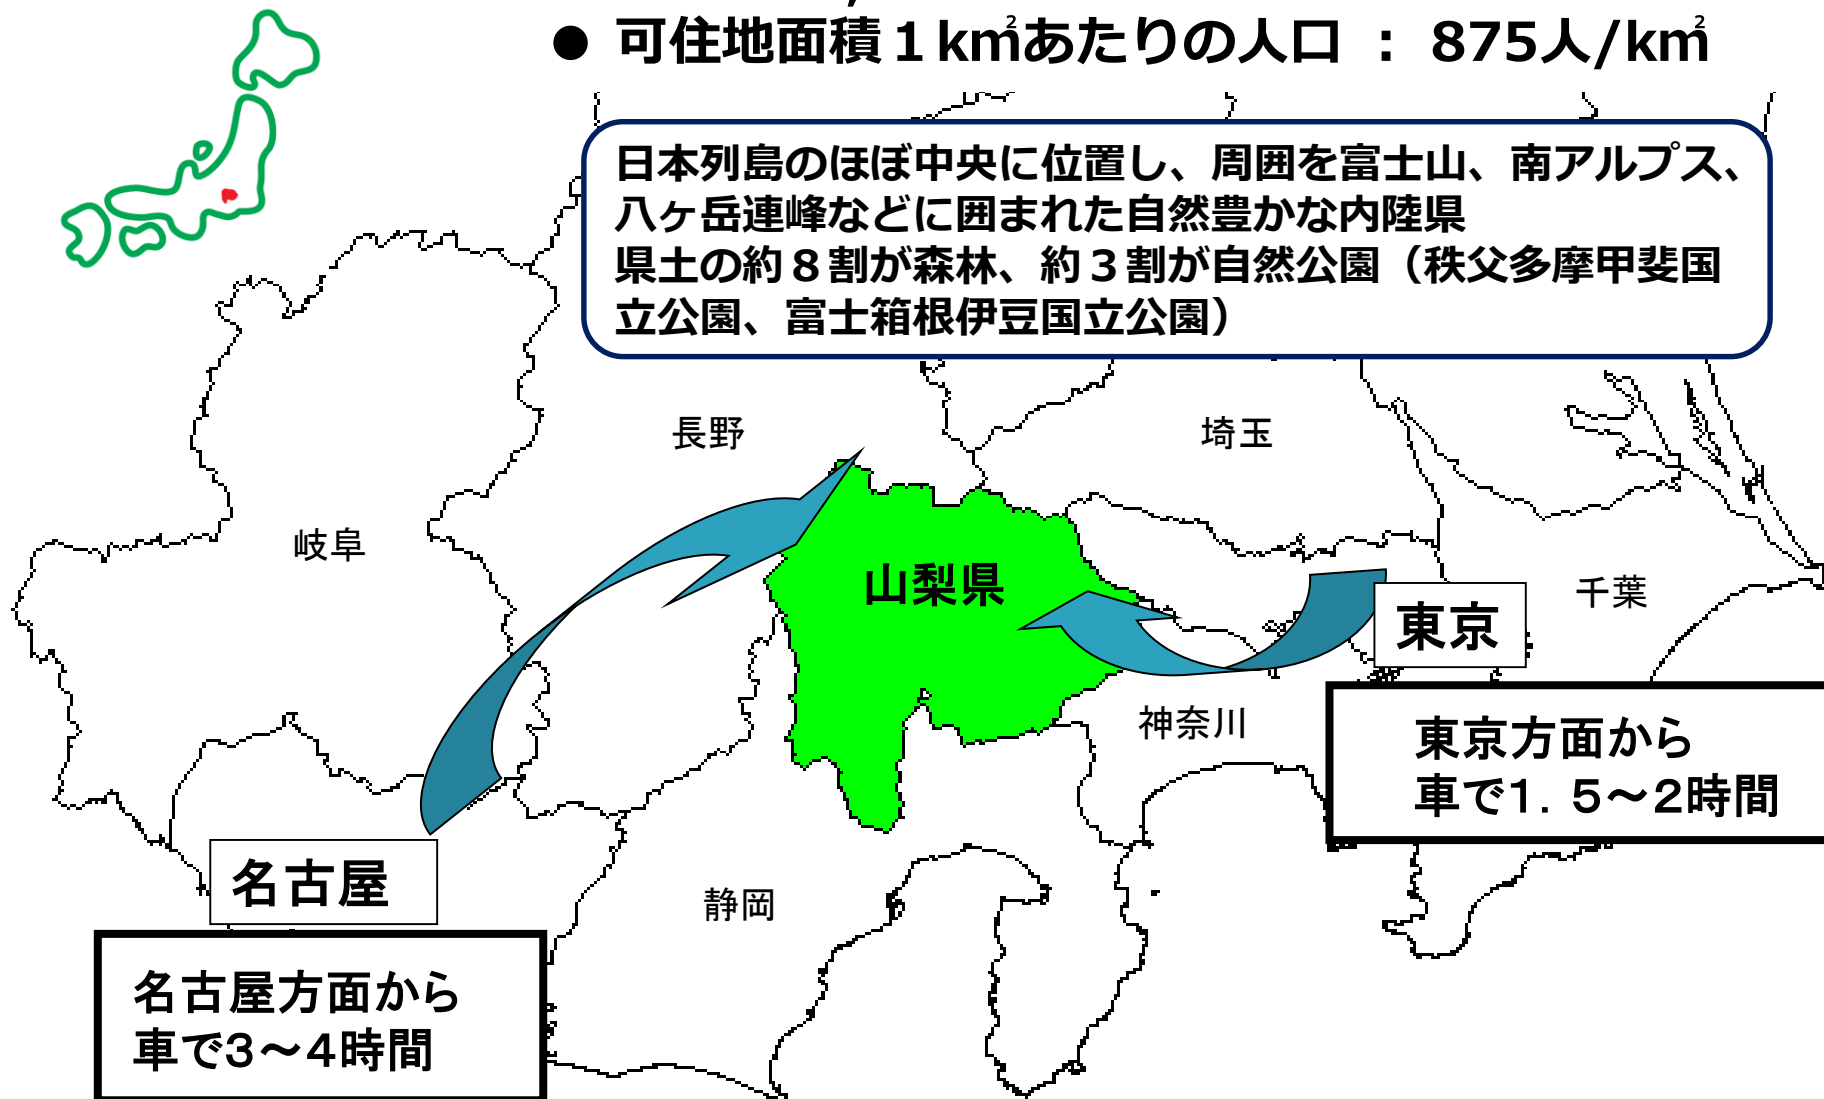 ● 可住地面積１k㎡あたりの人口 ： 875人/k㎡
日本列島のほぼ中央に位置し、周囲を富士山、南アルプス、
八ヶ岳連峰などに囲まれた自然豊かな内陸県
県土の約８割が森林、約３割が自然公園（秩父多摩甲斐国
立公園、富士箱根伊豆国立公園）
長野
埼玉
岐阜
山梨県
千葉
東京
神奈川
東京方面から
車で１．５～２時間
名古屋
静岡
名古屋方面から
車で３～４時間